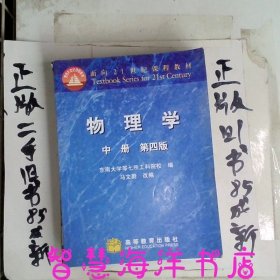 面向21世纪课程教材
Textbook Series for 21st Century
物理学
中册 第四版
东南大学等七所工科院校 编
马文蔚 改编
高等教育出版社
正版二手旧书85成新
正版旧书85成新
智慧海洋书店